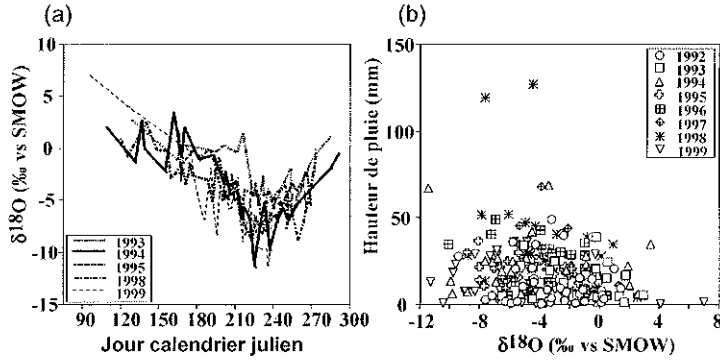 (a)
10
5
0
-5
-10
-15
90 120 150 180 210 240 270 300
δ18O (‰ vs SMOW)
Jour calendrier julien
1993
1994
1995
1998
1999
(b)
150
100
50
0
-12 -8 -4 0 4 8
Hauteur de pluie (mm)
δ18O (‰ vs SMOW)
1992
1993
1994
1995
1996
1997
1998
1999